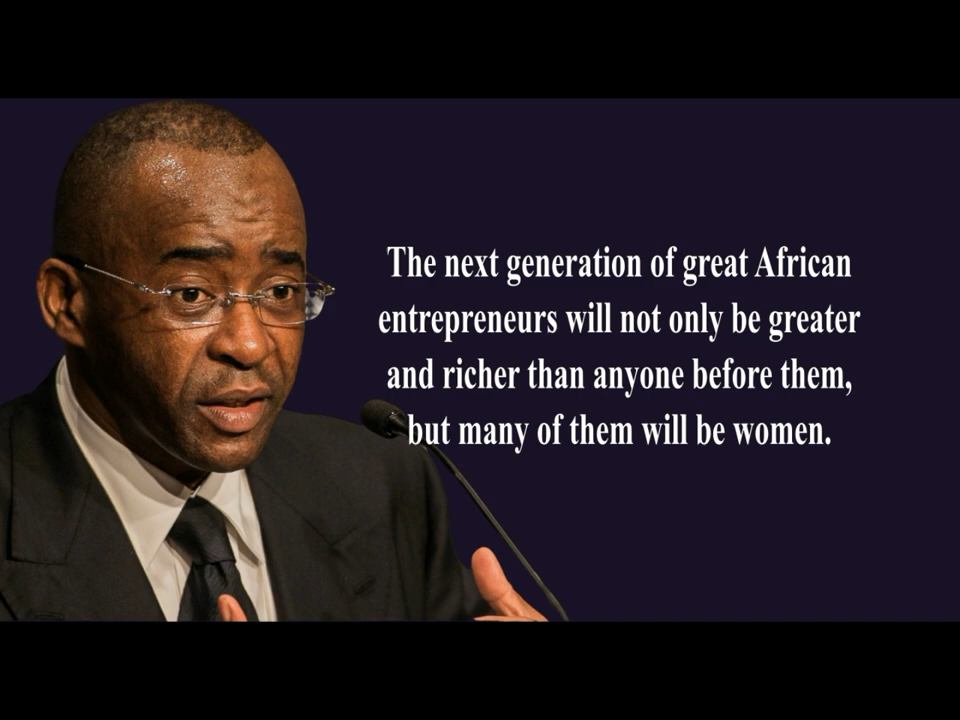 The next generation of great African
entrepreneurs will not only be greater
and richer than anyone before them,
but many of them will be women.